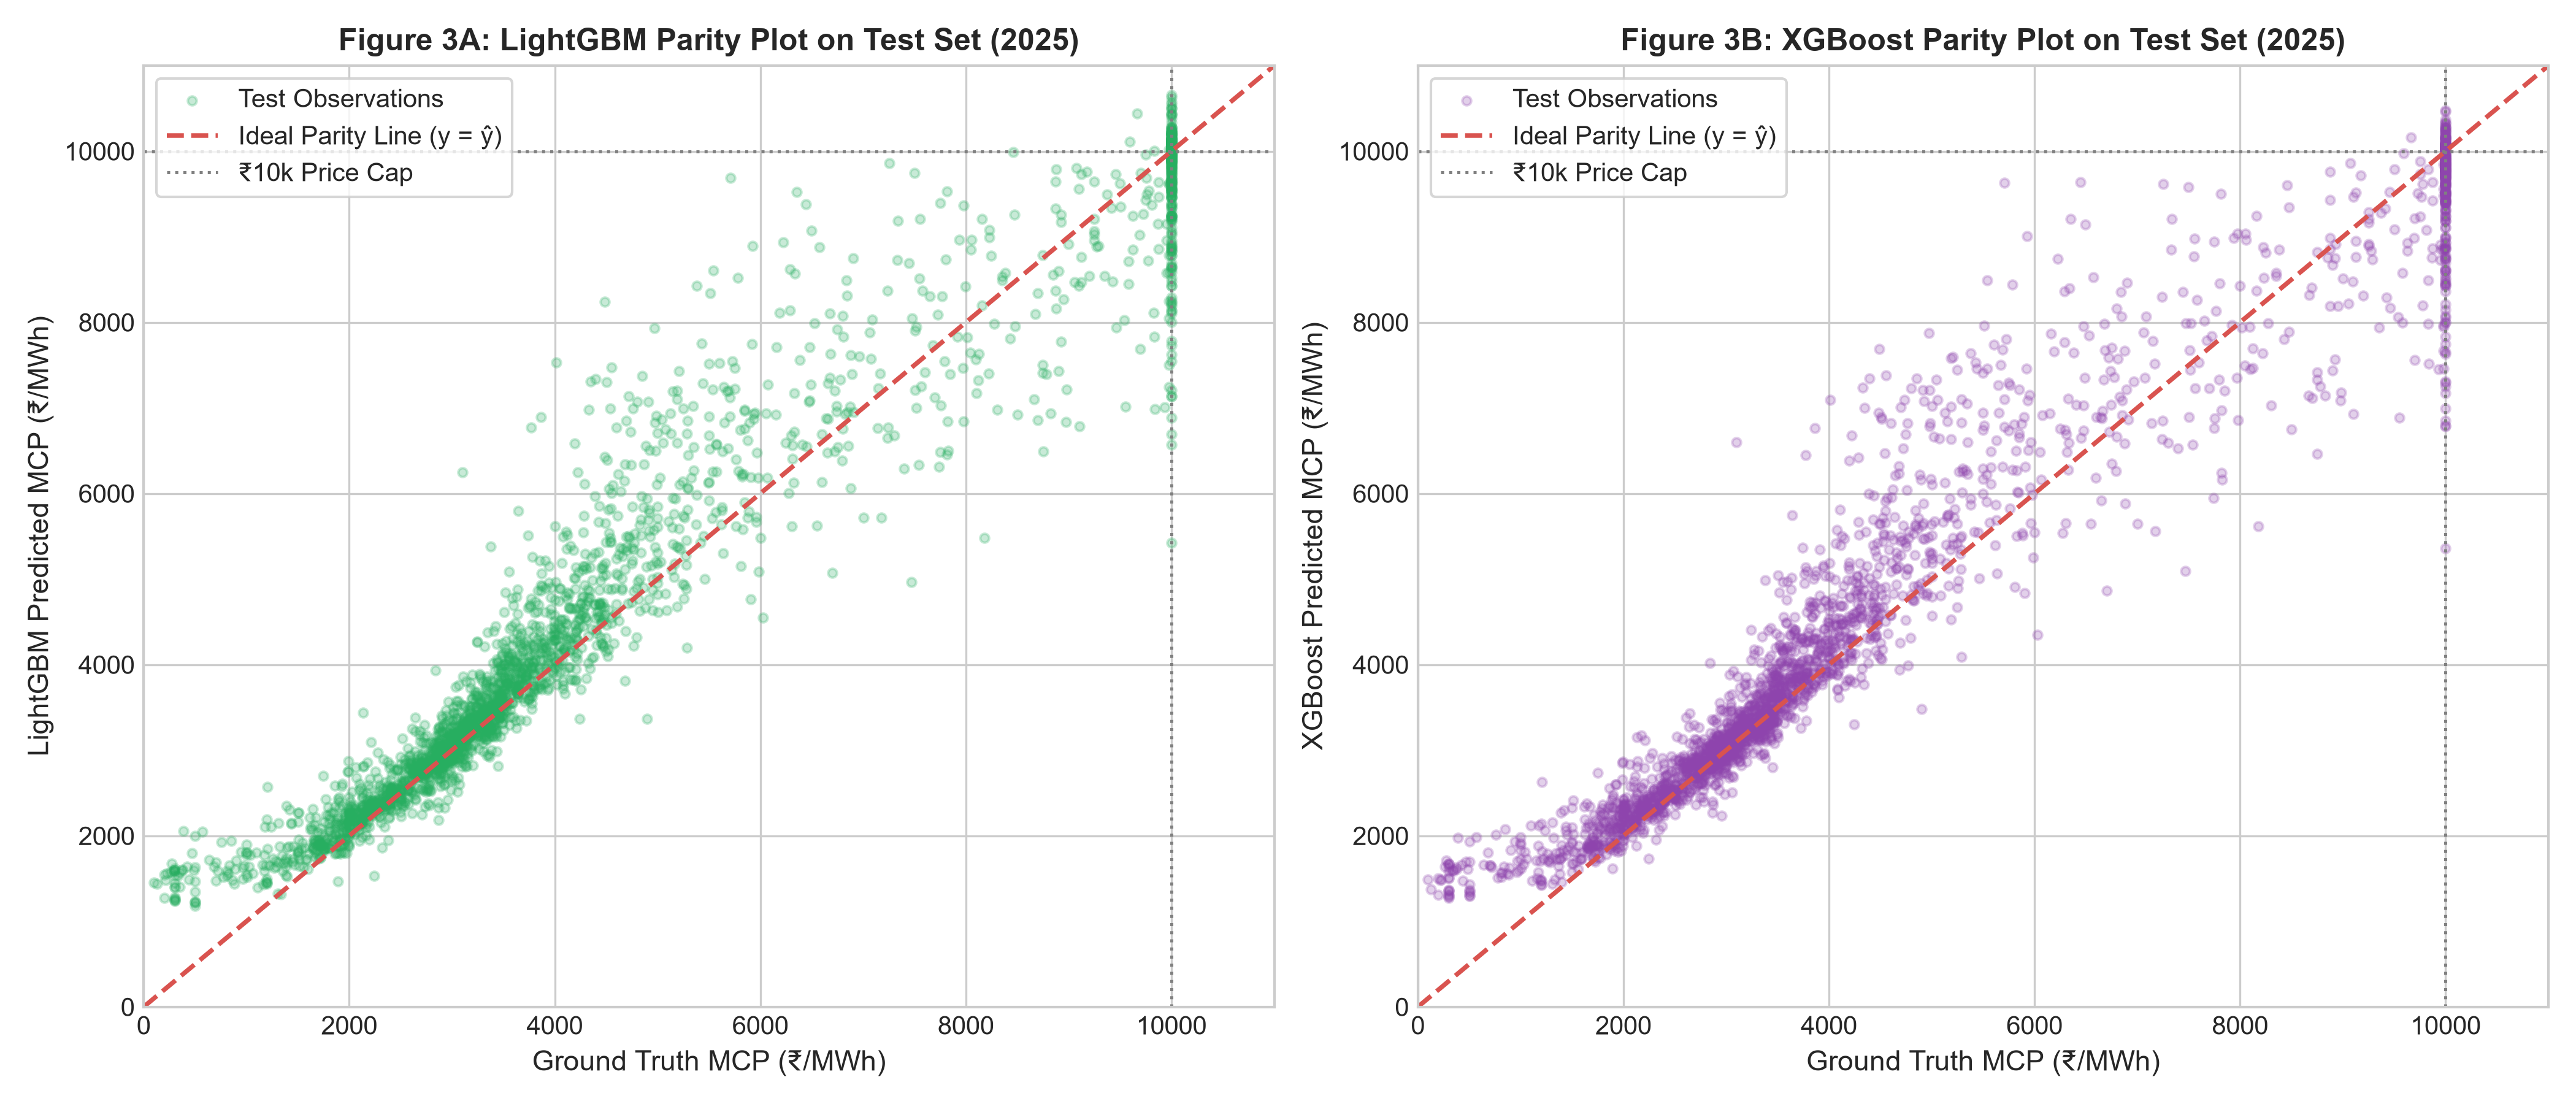 Figure 3A: LightGBM Parity Plot on Test Set (2025)
Test Observations
Ideal Parity Line (y = ŷ)
₹10k Price Cap
LightGBM Predicted MCP (₹/MWh)
10000
8000
6000
4000
2000
0
0 2000 4000 6000 8000 10000
Ground Truth MCP (₹/MWh)
Figure 3B: XGBoost Parity Plot on Test Set (2025)
Test Observations
Ideal Parity Line (y = ŷ)
₹10k Price Cap
XGBoost Predicted MCP (₹/MWh)
10000
8000
6000
4000
2000
0
0 2000 4000 6000 8000 10000
Ground Truth MCP (₹/MWh)